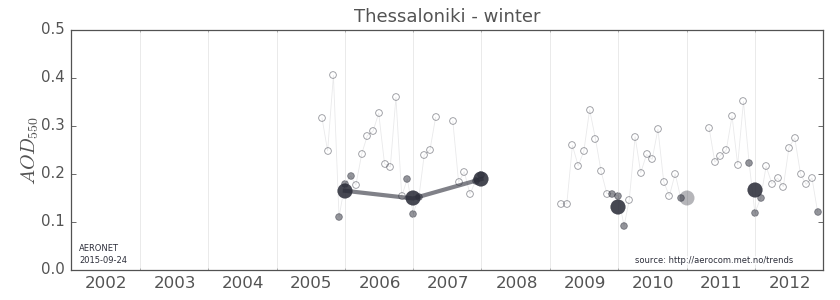 Thessaloniki - winter
0.5
0.4
0.3
0.2
0.1
0.0
AOD550
AERONET
2015-09-24
source: http://aerocom.met.no/trends
2002 2003 2004 2005 2006 2007 2008 2009 2010 2011 2012